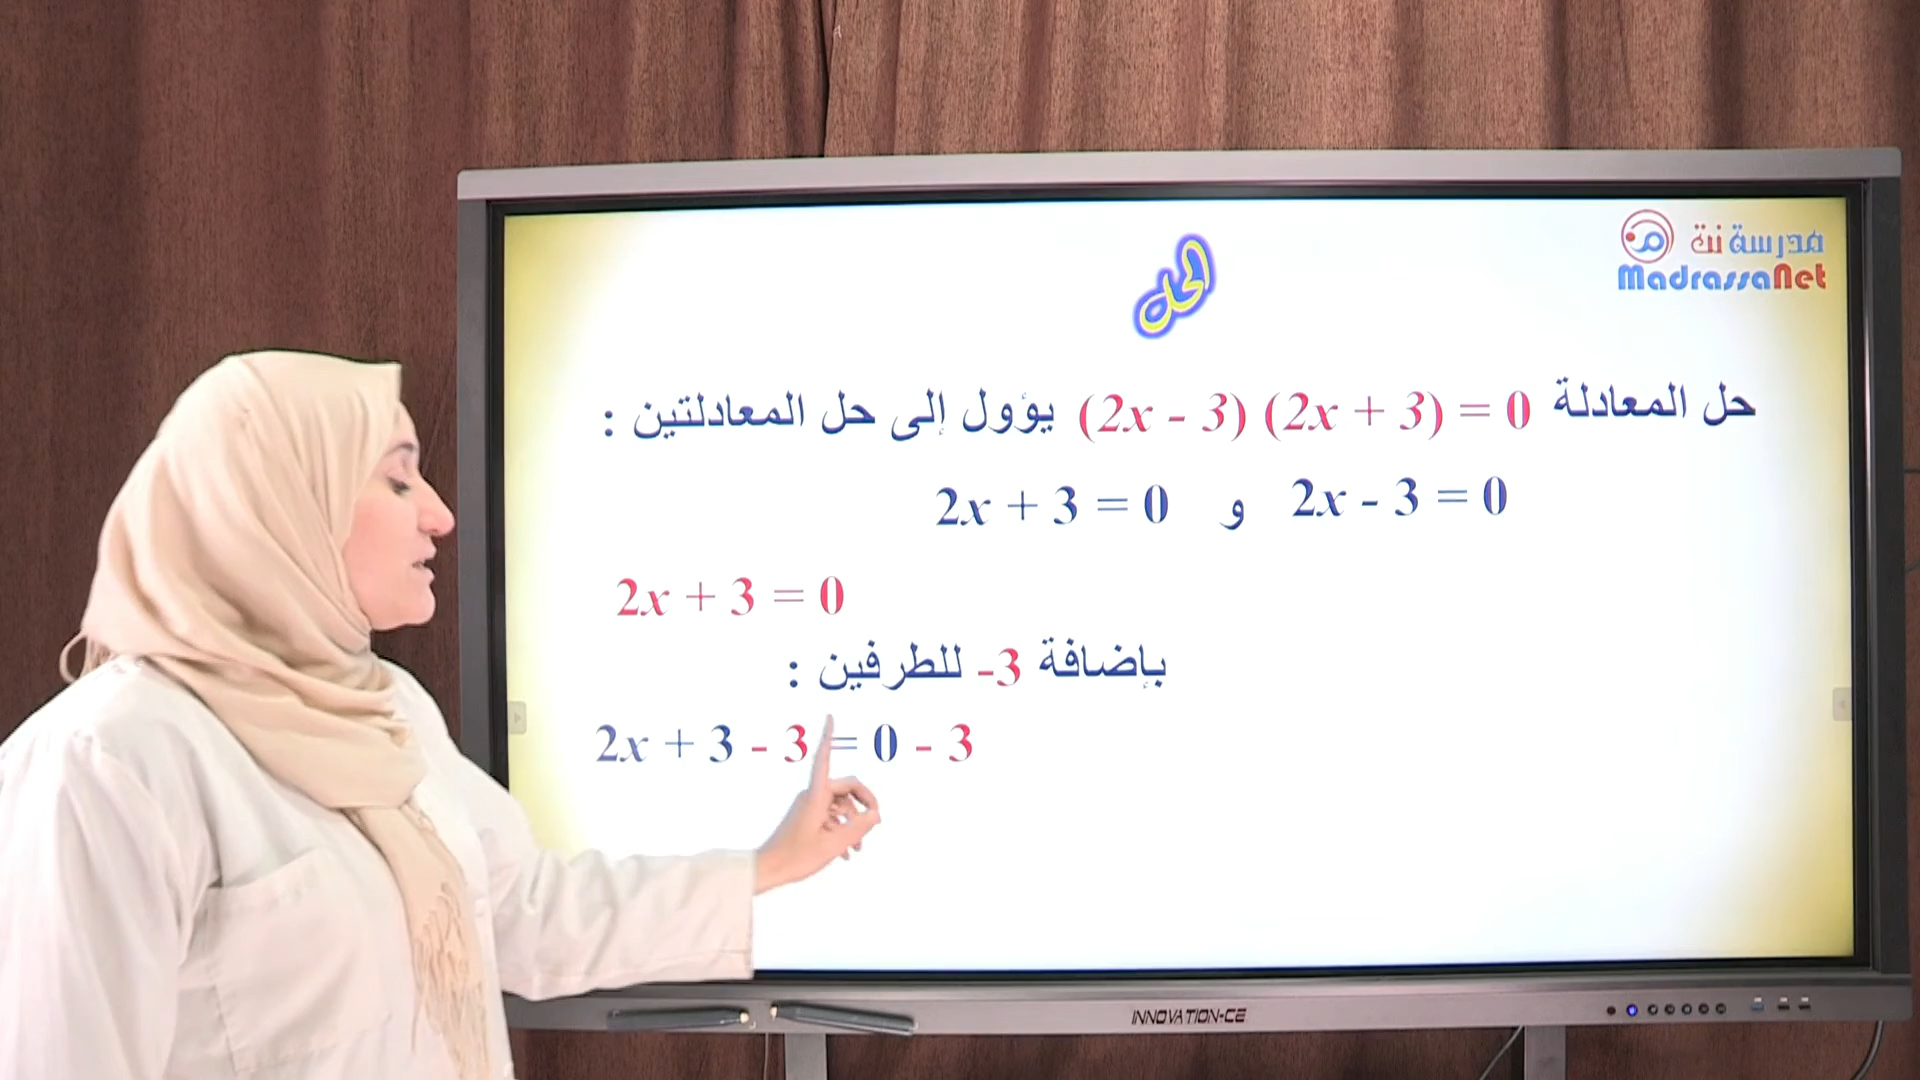 مدرسة نت
MadrassaNet
الحل
حل المعادلة (2x - 3) (2x + 3) = 0 يؤول إلى حل المعادلتين :
2x - 3 = 0 و 2x + 3 = 0
2x + 3 = 0
بإضافة -3 للطرفين :
2x + 3 - 3 = 0 - 3
INNOVATION-CE